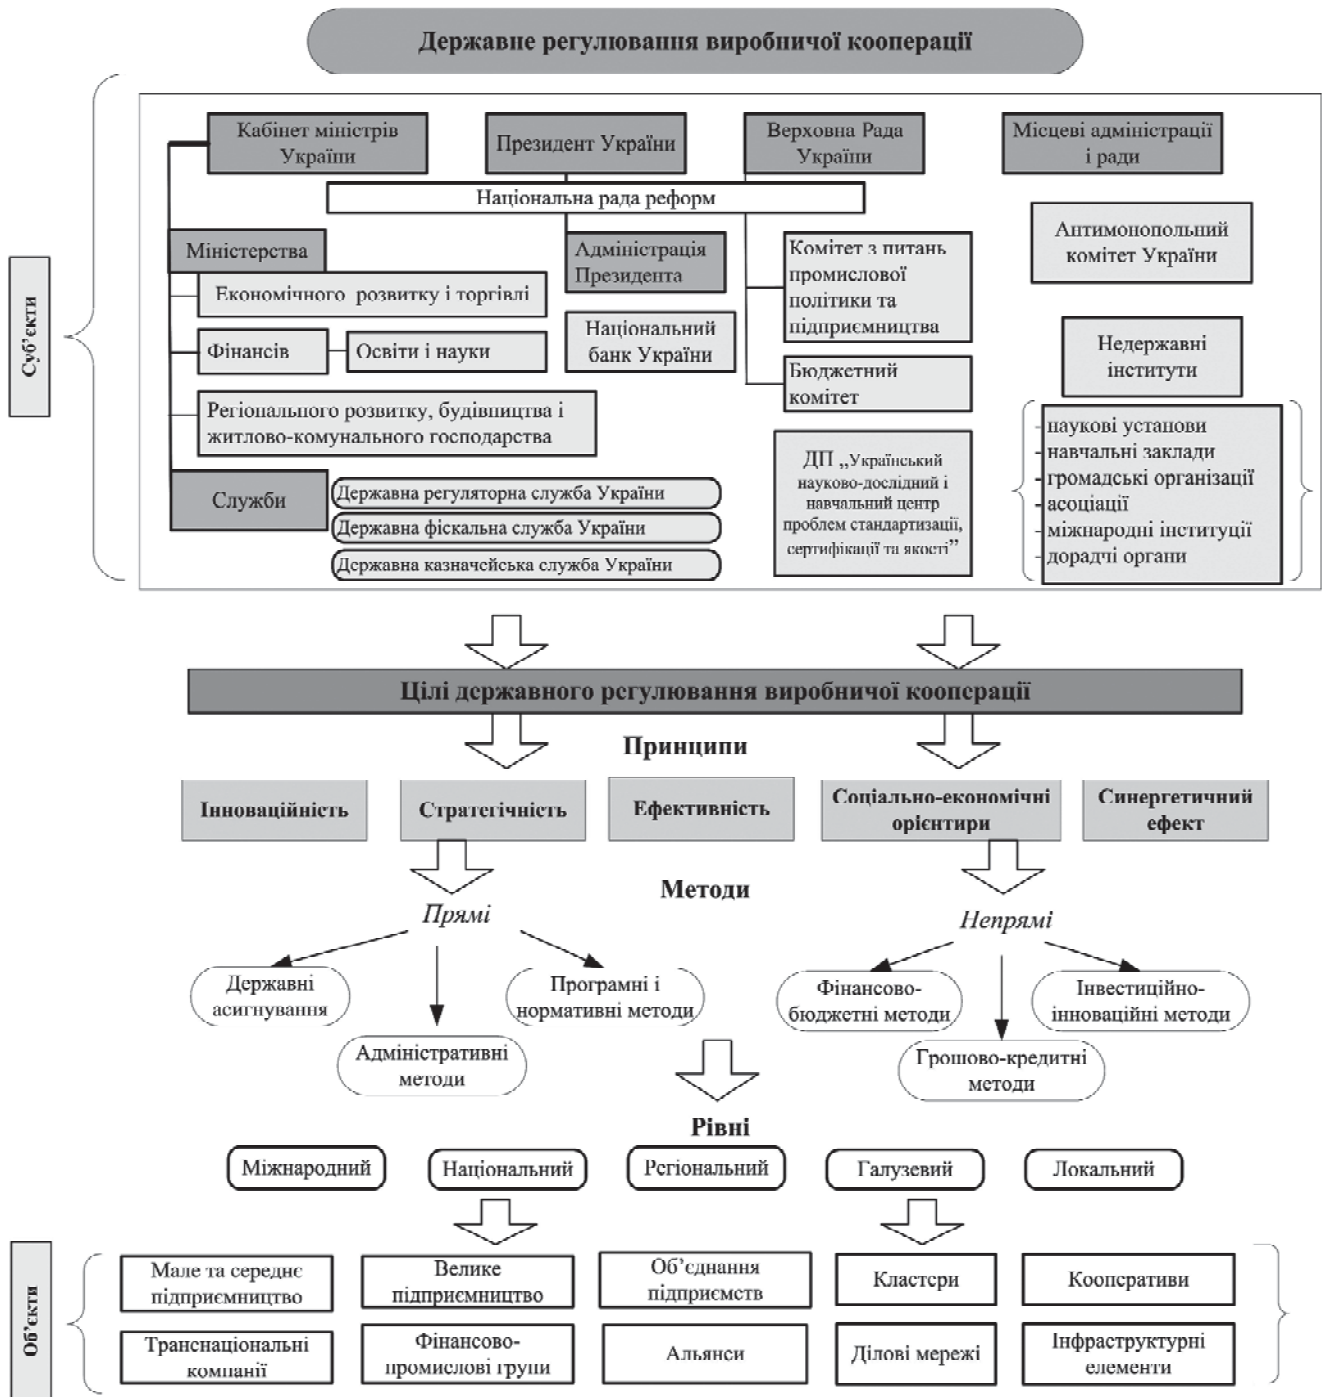 Державне регулювання виробничої кооперації
Суб’єкти
Кабінет міністрів
України
Президент України
Верховна Рада
України
Місцеві адміністрації
і ради
Національна рада реформ
Міністерства
Економічного розвитку і торгівлі
Фінансів
Освіти і науки
Регіонального розвитку, будівництва і
житлово-комунального господарства
Служби
Державна регуляторна служба України
Державна фіскальна служба України
Державна казначейська служба України
Адміністрація
Президента
Національний
банк України
Комітет з питань
промислової
політики та
підприємництва
Бюджетний
комітет
ДП „Український
науково-дослідний і
навчальний центр
проблем стандартизації,
сертифікації та якості”
Антимонопольний
комітет України
Недержавні
інститути
- наукові установи
- навчальні заклади
- громадські організації
- асоціації
- міжнародні інституції
- дорадчі органи
Цілі державного регулювання виробничої кооперації
Принципи
Інноваційність
Стратегічність
Ефективність
Соціально-економічні
орієнтири
Синергетичний
ефект
Методи
Прямі
Непрямі
Державні
асигнування
Адміністративні
методи
Програмні і
нормативні методи
Фінансово-
бюджетні методи
Грошово-кредитні
методи
Інвестиційно-
інноваційні методи
Рівні
Міжнародний
Національний
Регіональний
Галузевий
Локальний
Об’єкти
Мале та середнє
підприємництво
Велике
підприємництво
Об’єднання
підприємств
Кластери
Кооперативи
Транснаціональні
компанії
Фінансово-
промислові групи
Альянси
Ділові мережі
Інфраструктурні
елементи